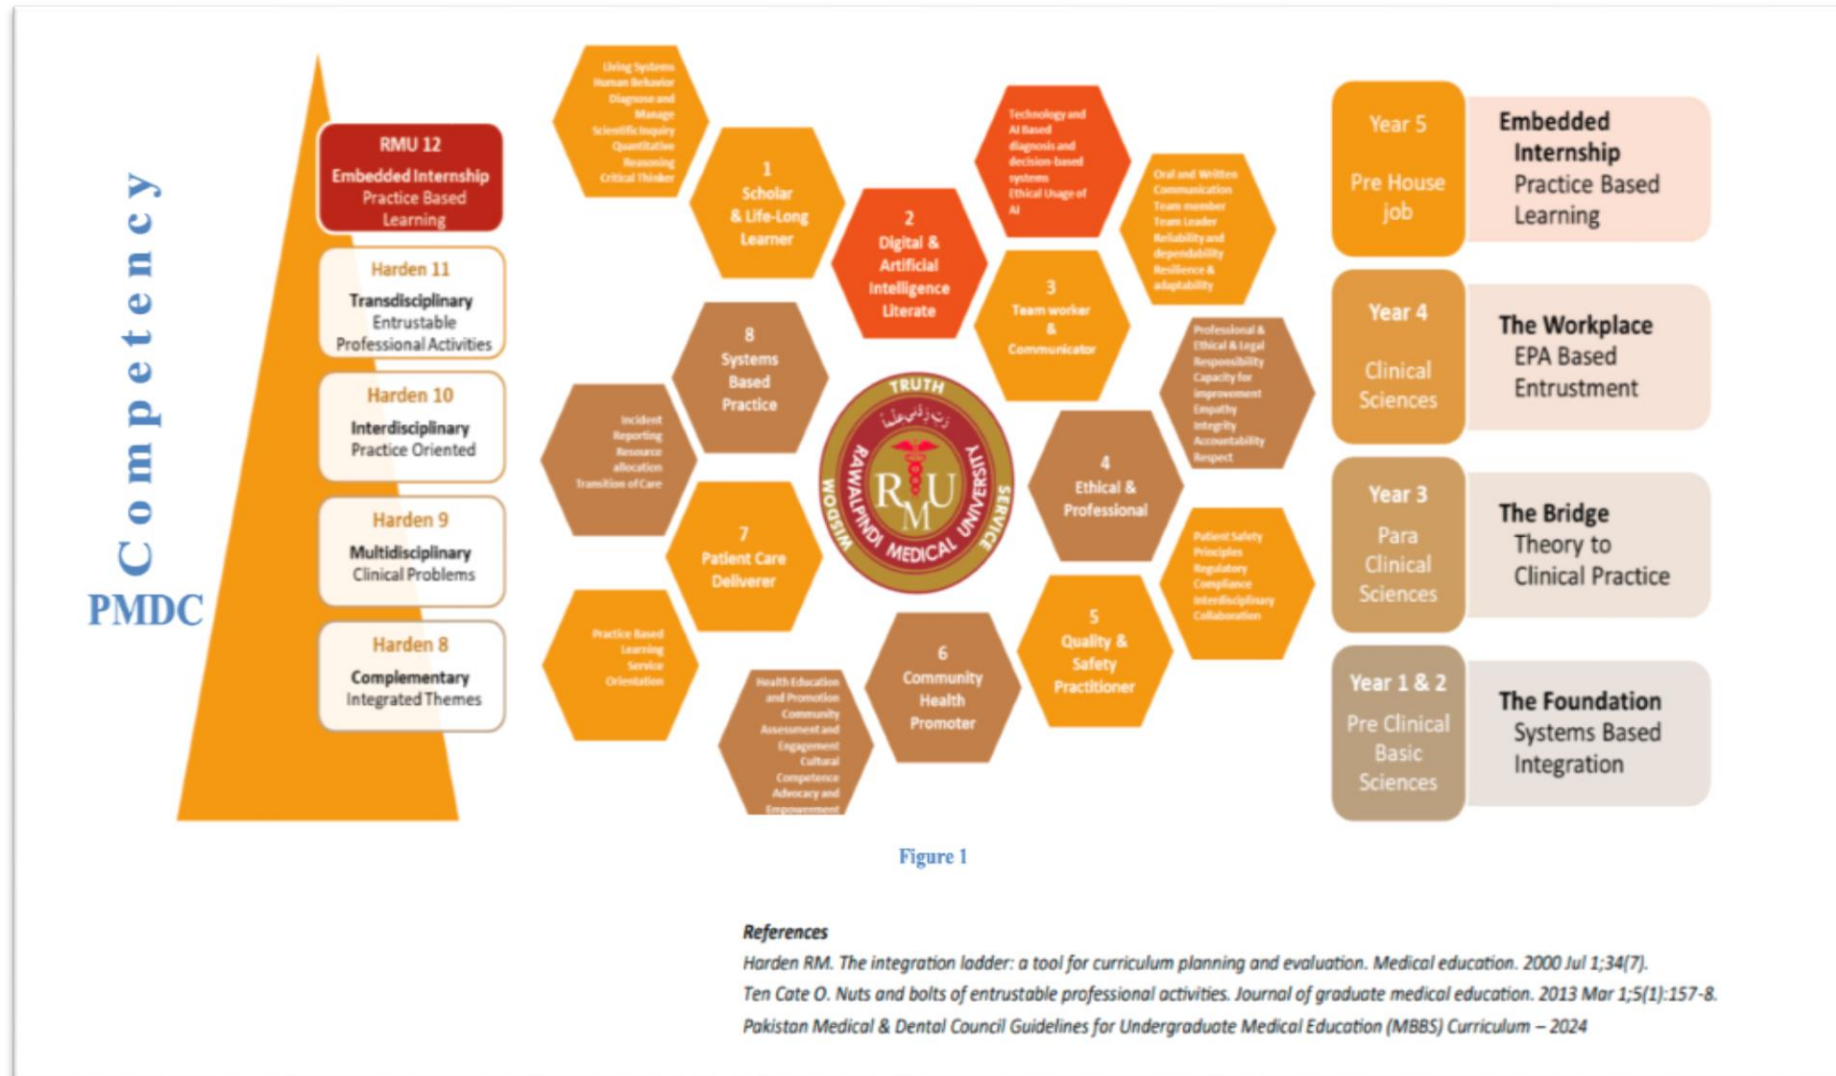 Competency
PMDC
RMU 12
Embedded Internship
Practice Based
Learning
Harden 11
Transdisciplinary
Entrustable
Professional Activities
Harden 10
Interdisciplinary
Practice Oriented
Harden 9
Multidisciplinary
Clinical Problems
Harden 8
Complementary
Integrated Themes
Living Systems
Human Behavior
Diagnose and
Manage
Scientific Inquiry
Quantitative
Reasoning
Critical Thinker
1
Scholar
& Life-Long
Learner
2
Digital &
Artificial
Intelligence
Literate
Technology and
AI Based
diagnosis and
decision-based
systems
Ethical Usage of
AI
3
Team worker
&
Communicator
Oral and Written
Communication
Team member
Team Leader
Reliability and
dependability
Resilience &
adaptability
4
Ethical &
Professional
Professional &
Ethical & Legal
Responsibility
Capacity for
improvement
Empathy
Integrity
Accountability
Respect
5
Quality &
Safety
Practitioner
Patient Safety
Principles
Regulatory
Compliance
Interdisciplinary
Collaboration
6
Community
Health
Promoter
Health Education
and Promotion
Community
Assessment and
Engagement
Cultural
Competence
Advocacy and
Empowerment
7
Patient Care
Deliverer
Practice Based
Learning
Service
Orientation
8
Systems
Based
Practice
Incident
Reporting
Resource
allocation
Transition of Care
TRUTH
WISDOM
SERVICE
رَبِّ زِدْنِي عِلْمًا
RAWALPINDI MEDICAL UNIVERSITY
RMU
Year 5
Pre House
job
Embedded
Internship
Practice Based
Learning
Year 4
Clinical
Sciences
The Workplace
EPA Based
Entrustment
Year 3
Para
Clinical
Sciences
The Bridge
Theory to
Clinical Practice
Year 1 & 2
Pre Clinical
Basic
Sciences
The Foundation
Systems Based
Integration
Figure 1
References
Harden RM. The integration ladder: a tool for curriculum planning and evaluation. Medical education. 2000 Jul 1;34(7).
Ten Cate O. Nuts and bolts of entrustable professional activities. Journal of graduate medical education. 2013 Mar 1;5(1):157-8.
Pakistan Medical & Dental Council Guidelines for Undergraduate Medical Education (MBBS) Curriculum – 2024